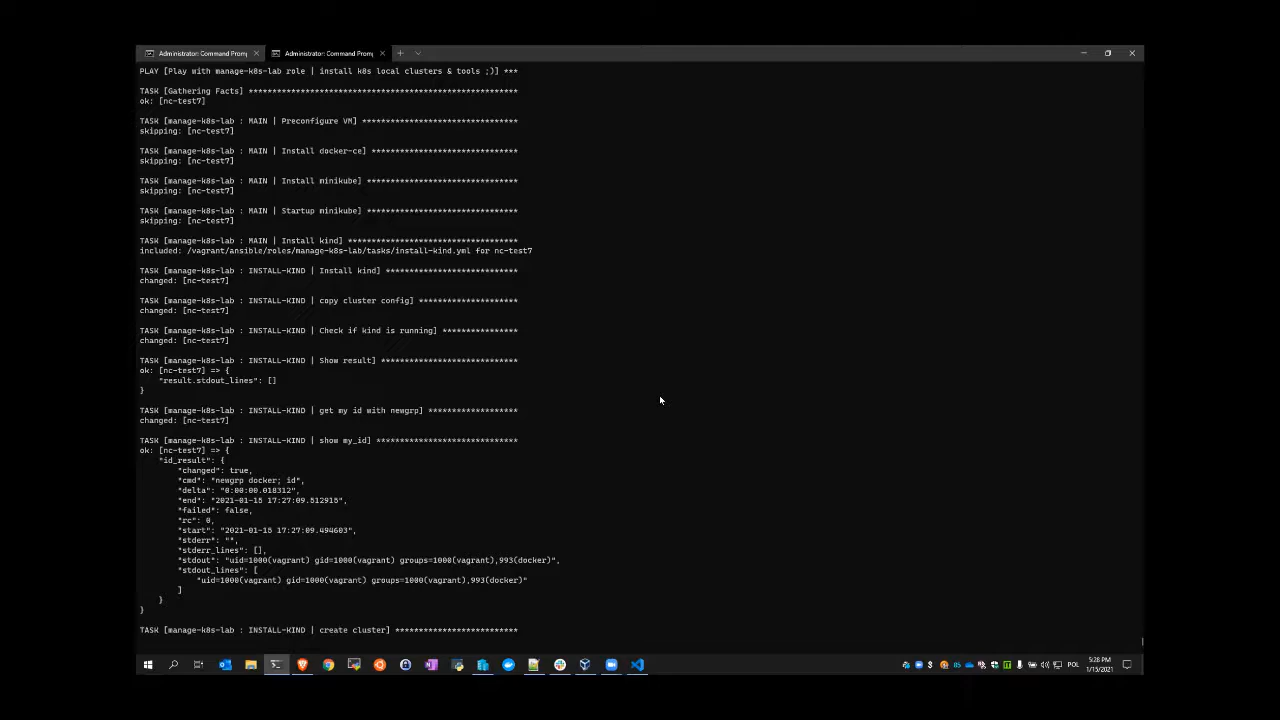 Administrator: Command Promp
Administrator: Command Promp
PLAY [Play with manage-k8s-lab role | install k8s local clusters & tools ;)] ***
TASK [Gathering Facts] *********************************************************
ok: [nc-test7]
TASK [manage-k8s-lab : MAIN | Preconfigure VM] *********************************
skipping: [nc-test7]
TASK [manage-k8s-lab : MAIN | Install docker-ce] *******************************
skipping: [nc-test7]
TASK [manage-k8s-lab : MAIN | Install minikube] ********************************
skipping: [nc-test7]
TASK [manage-k8s-lab : MAIN | Startup minikube] ********************************
skipping: [nc-test7]
TASK [manage-k8s-lab : MAIN | Install kind] ************************************
included: /vagrant/ansible/roles/manage-k8s-lab/tasks/install-kind.yml for nc-test7
TASK [manage-k8s-lab : INSTALL-KIND | Install kind] ****************************
changed: [nc-test7]
TASK [manage-k8s-lab : INSTALL-KIND | copy cluster config] *********************
changed: [nc-test7]
TASK [manage-k8s-lab : INSTALL-KIND | Check if kind is running] ****************
changed: [nc-test7]
TASK [manage-k8s-lab : INSTALL-KIND | Show result] *****************************
ok: [nc-test7] => {
"result.stdout_lines": []
}
TASK [manage-k8s-lab : INSTALL-KIND | get my id with newgrp] *******************
changed: [nc-test7]
TASK [manage-k8s-lab : INSTALL-KIND | show my_id] ******************************
ok: [nc-test7] => {
"id_result": {
"changed": true,
"cmd": "newgrp docker; id",
"delta": "0:00:00.018312",
"end": "2021-01-15 17:27:09.512915",
"failed": false,
"rc": 0,
"start": "2021-01-15 17:27:09.494603",
"stderr": "",
"stderr_lines": [],
"stdout": "uid=1000(vagrant) gid=1000(vagrant) groups=1000(vagrant),993(docker)",
"stdout_lines": [
"uid=1000(vagrant) gid=1000(vagrant) groups=1000(vagrant),993(docker)"
]
}
}
TASK [manage-k8s-lab : INSTALL-KIND | create cluster] **************************
85 POL 5:28 PM
1/15/2021